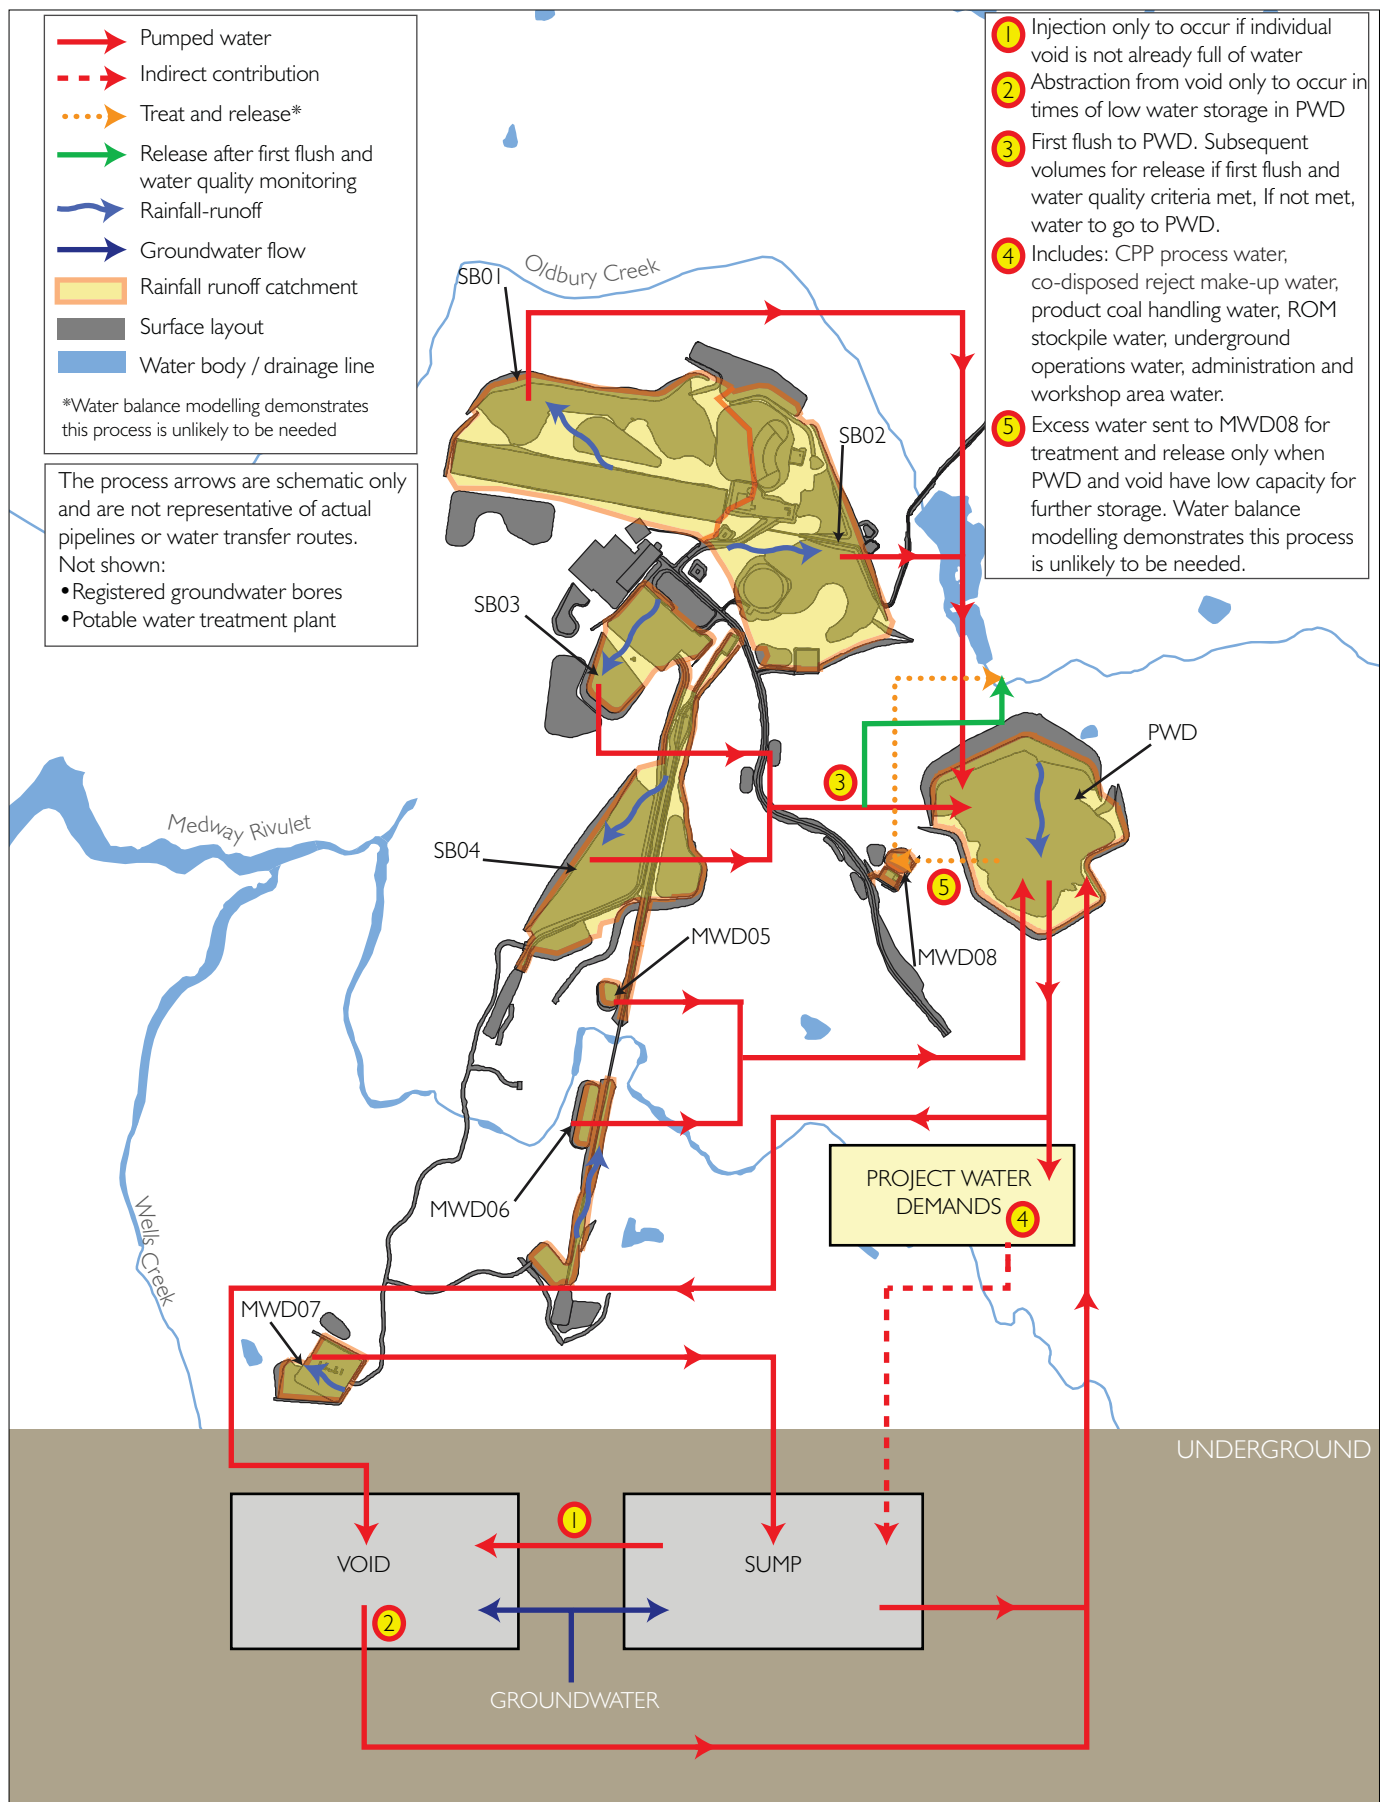 Pumped water
Indirect contribution
Treat and release*
Release after first flush and
water quality monitoring
Rainfall-runoff
Groundwater flow
Rainfall runoff catchment
Surface layout
Water body / drainage line
*Water balance modelling demonstrates
this process is unlikely to be needed
The process arrows are schematic only
and are not representative of actual
pipelines or water transfer routes.
Not shown:
•Registered groundwater bores
•Potable water treatment plant
1 Injection only to occur if individual
void is not already full of water
2 Abstraction from void only to occur in
times of low water storage in PWD
3 First flush to PWD. Subsequent
volumes for release if first flush and
water quality criteria met, If not met,
water to go to PWD.
4 Includes: CPP process water,
co-disposed reject make-up water,
product coal handling water, ROM
stockpile water, underground
operations water, administration and
workshop area water.
5 Excess water sent to MWD08 for
treatment and release only when
PWD and void have low capacity for
further storage. Water balance
modelling demonstrates this process
is unlikely to be needed.
Oldbury Creek
SB01
SB02
SB03
PWD
3
Medway Rivulet
SB04
5
MWD05
MWD08
PROJECT WATER
DEMANDS
4
MWD06
Wells Creek
MWD07
UNDERGROUND
1
VOID
SUMP
2
GROUNDWATER